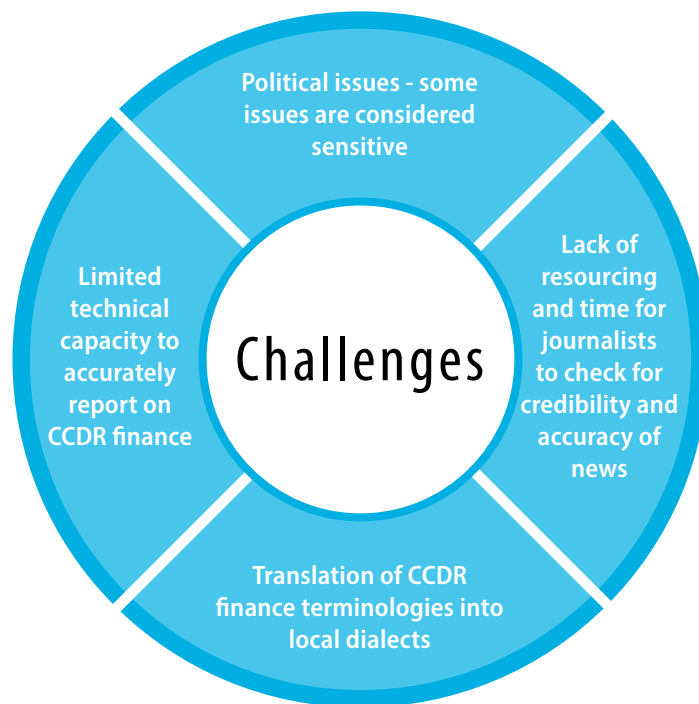 Political issues - some
issues are considered
sensitive
Lack of
resourcing
and time for
journalists
to check for
credibility and
accuracy of
news
Translation of CCDR
finance terminologies into
local dialects
Limited
technical
capacity to
accurately
report on
CCDR finance
Challenges